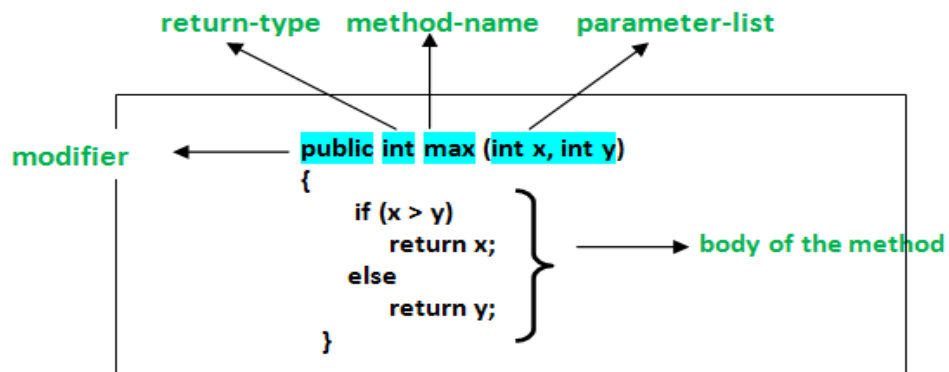 return-type method-name parameter-list
modifier
public int max (int x, int y)
{
if (x > y)
return x;
body of the method
else
return y;
}